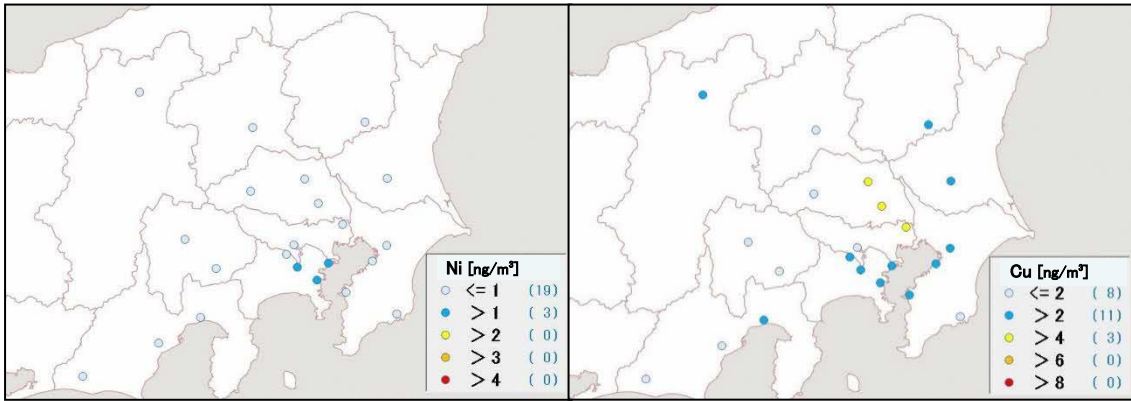 Ni [ng/m³]
<= 1 (19)
> 1 ( 3)
> 2 ( 0)
> 3 ( 0)
> 4 ( 0)
Cu [ng/m³]
<= 2 ( 8)
> 2 (11)
> 4 ( 3)
> 6 ( 0)
> 8 ( 0)